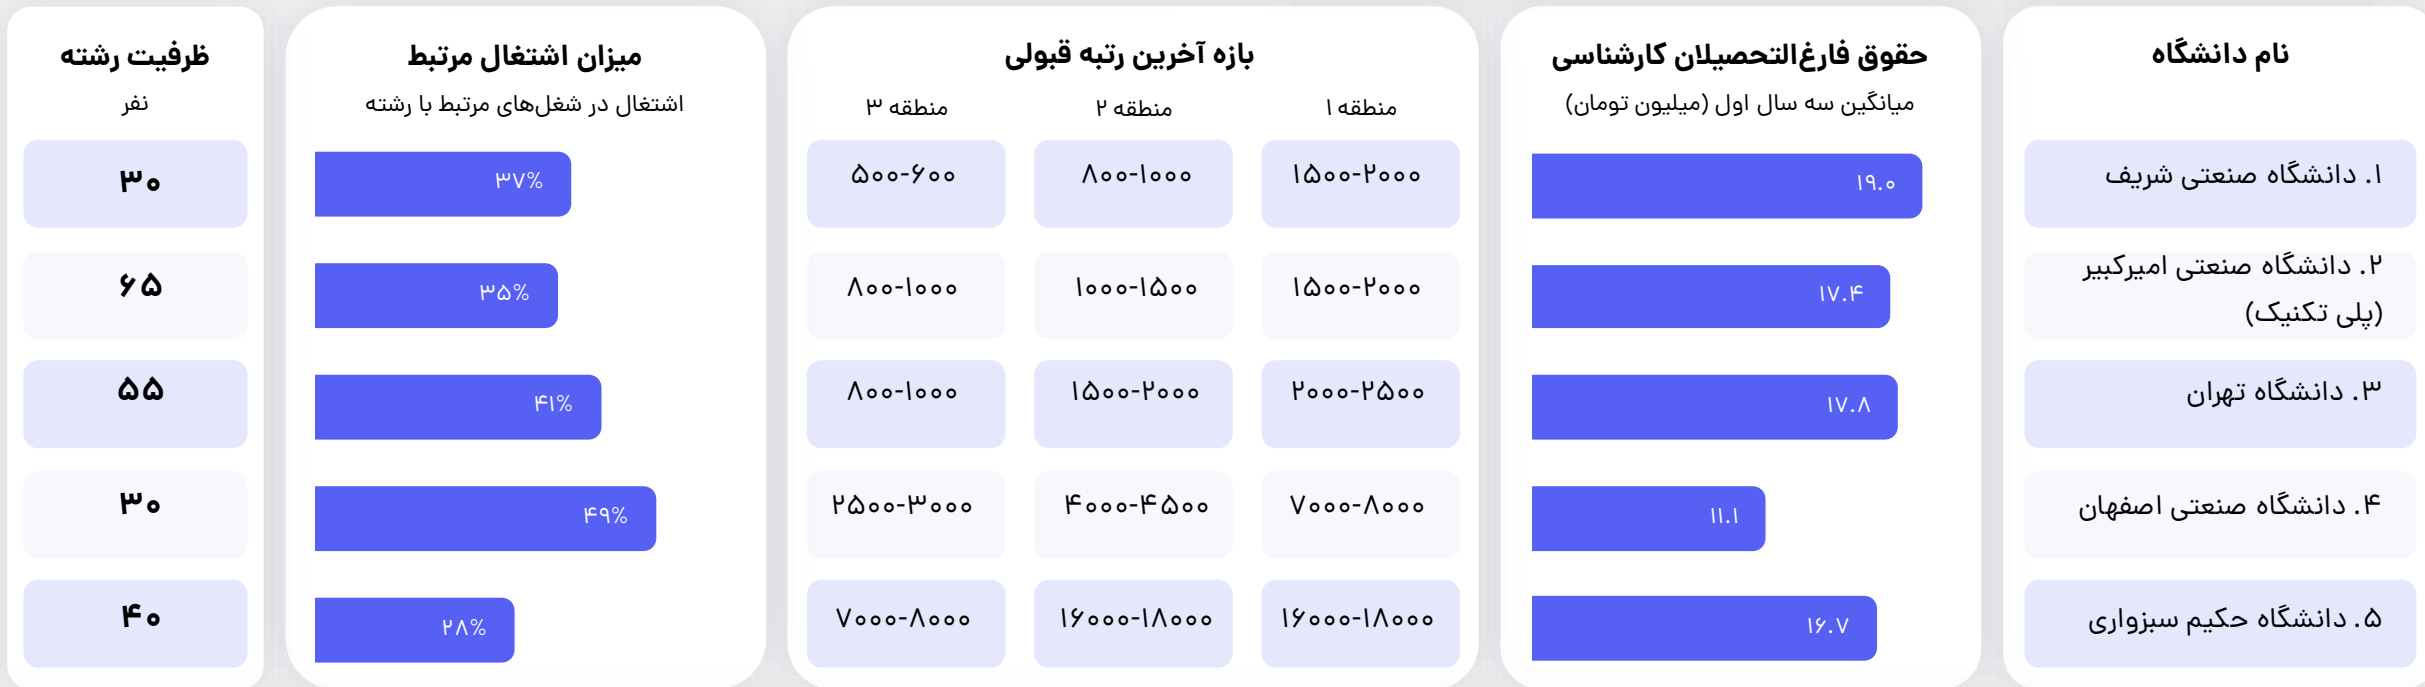 نام دانشگاه
حقوق فارغ‌التحصیلان کارشناسی
بازه آخرین رتبه قبولی
میزان اشتغال مرتبط
ظرفیت رشته
میانگین سه سال اول (میلیون تومان)
منطقه ۱
منطقه ۲
منطقه ۳
اشتغال در شغل‌های مرتبط با رشته
نفر
۱. دانشگاه صنعتی شریف
۱۹.۰
۱۵۰۰-۲۰۰۰
۸۰۰-۱۰۰۰
۵۰۰-۶۰۰
۳۷%
۳۰
۲. دانشگاه صنعتی امیرکبیر
(پلی تکنیک)
۱۷.۴
۱۵۰۰-۲۰۰۰
۱۰۰۰-۱۵۰۰
۸۰۰-۱۰۰۰
۳۵%
۶۵
۳. دانشگاه تهران
۱۷.۸
۲۰۰۰-۲۵۰۰
۱۵۰۰-۲۰۰۰
۸۰۰-۱۰۰۰
۴۱%
۵۵
۴. دانشگاه صنعتی اصفهان
۱۱.۱
۷۰۰۰-۸۰۰۰
۴۰۰۰-۴۵۰۰
۲۵۰۰-۳۰۰۰
۴۹%
۳۰
۵. دانشگاه حکیم سبزواری
۱۶.۷
۱۶۰۰۰-۱۸۰۰۰
۱۶۰۰۰-۱۸۰۰۰
۷۰۰۰-۸۰۰۰
۲۸%
۴۰